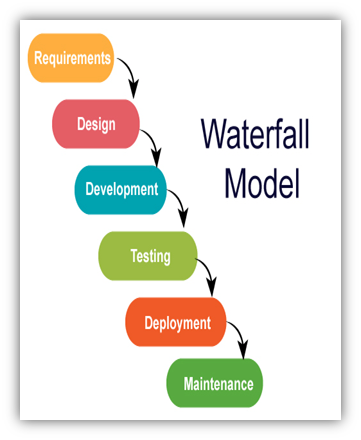 Requirements
Design
Waterfall
Model
Development
Testing
Deployment
Maintenance